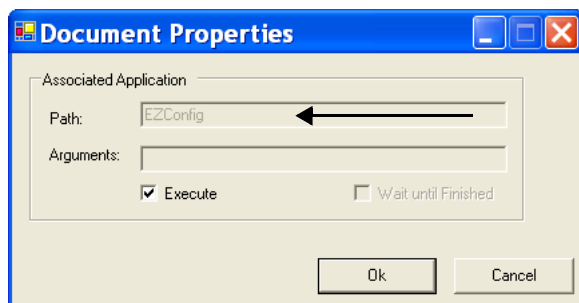 Document Properties
Associated Application
Path: EZConfig
Arguments:
Execute Wait until Finished
Ok Cancel